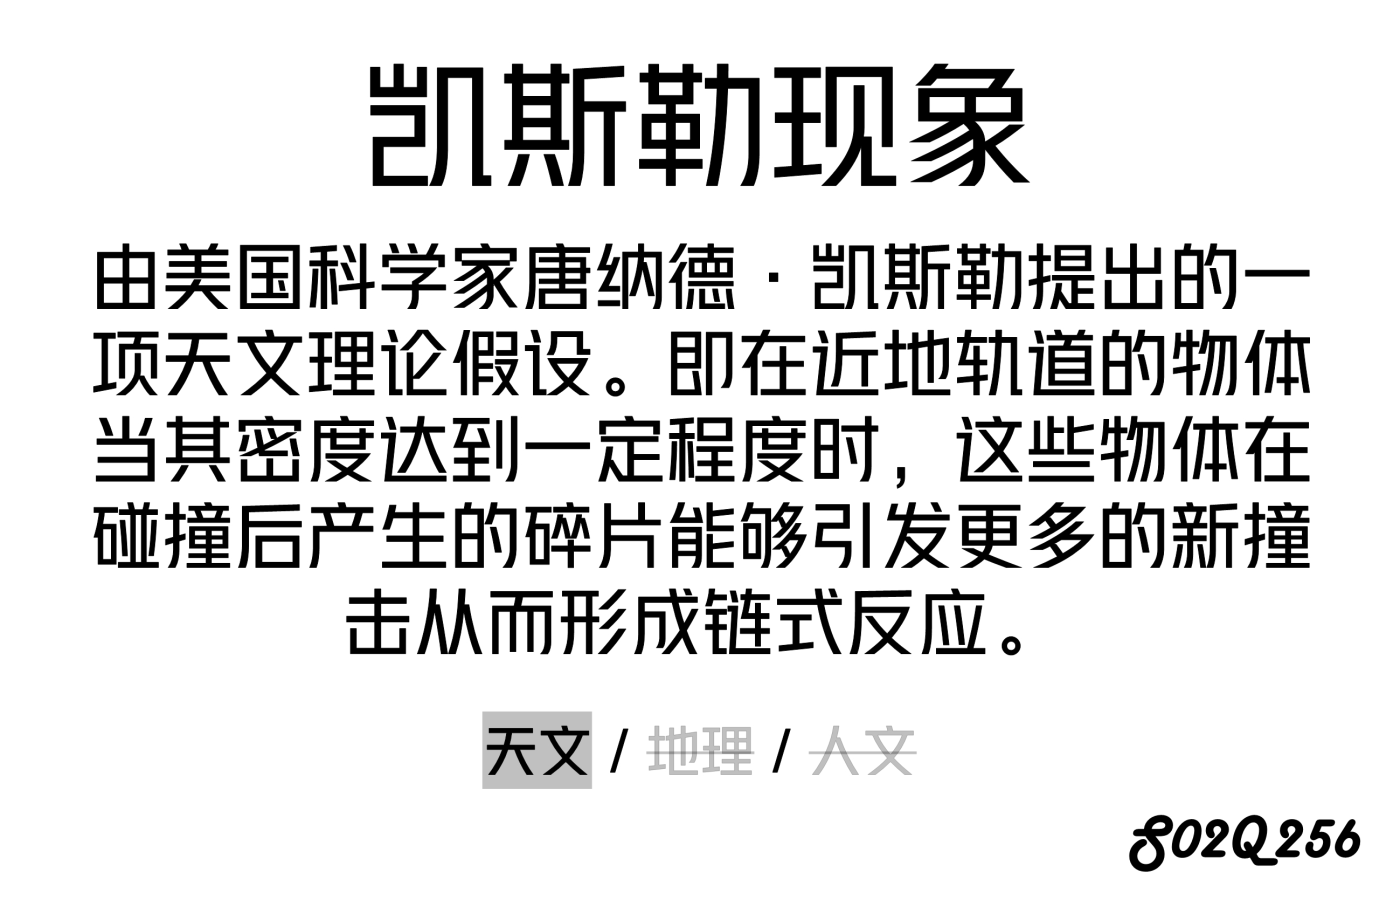 凯斯勒现象
由美国科学家唐纳德·凯斯勒提出的一
项天文理论假设。即在近地轨道的物体
当其密度达到一定程度时，这些物体在
碰撞后产生的碎片能够引发更多的新撞
击从而形成链式反应。
天文 / 地理 / 人文
S02Q256